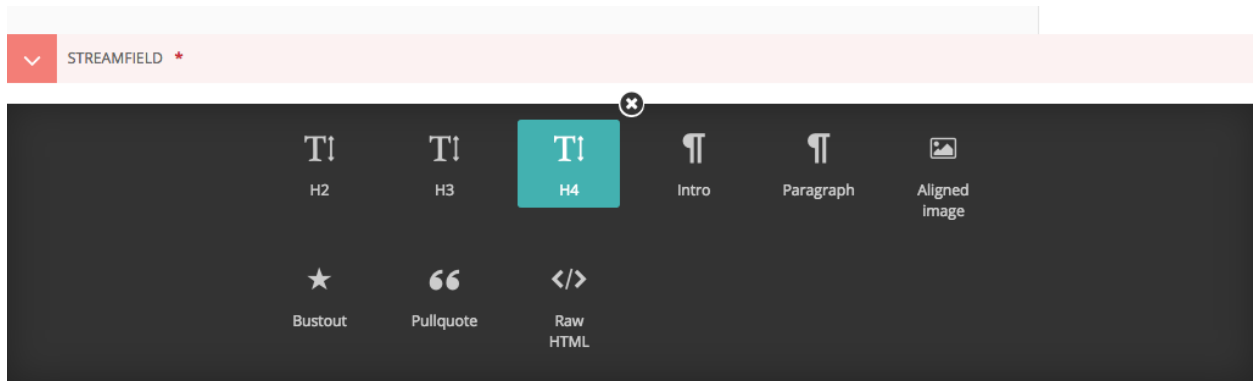 STREAMFIELD *
H2 H3 H4 Intro Paragraph Aligned
image
Bustout Pullquote Raw
HTML